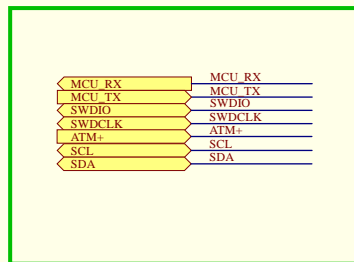 MCU_RX MCU_RX
MCU_TX MCU_TX
SWDIO SWDIO
SWDCLK SWDCLK
ATM+ ATM+
SCL SCL
SDA SDA